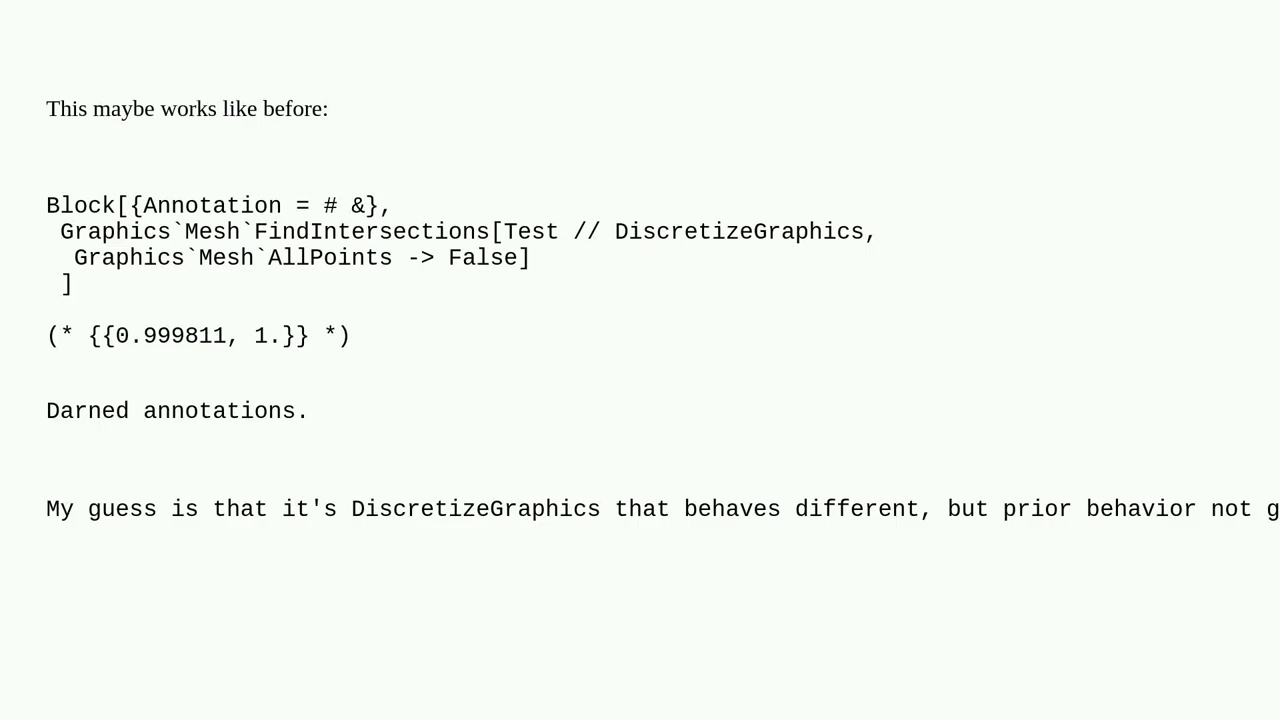 This maybe works like before:
Block[{Annotation = # &},
 Graphics`Mesh`FindIntersections[Test // DiscretizeGraphics,
  Graphics`Mesh`AllPoints -> False]
 ]
(* {{0.999811, 1.}} *)
Darned annotations.
My guess is that it's DiscretizeGraphics that behaves different, but prior behavior not